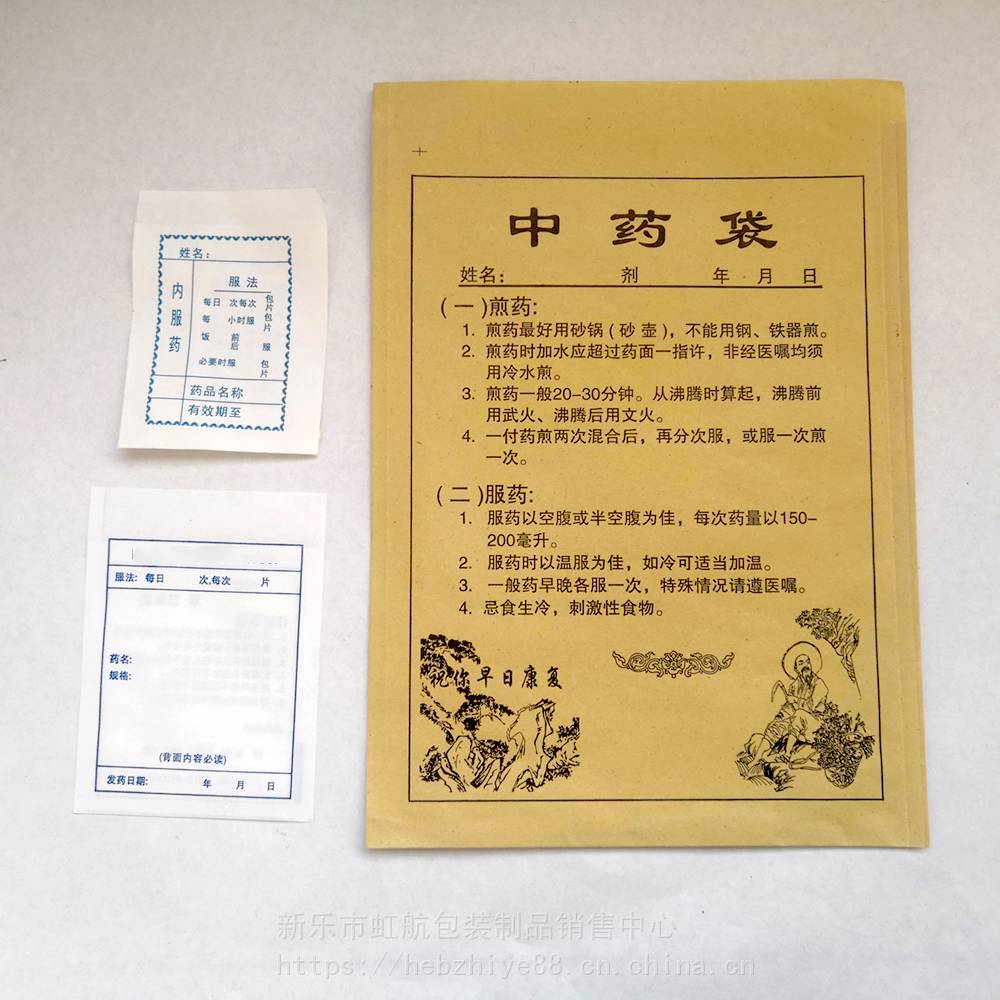 姓名:
内服药
服法
每日 次每次 包片
每 小时服 包片
饭 前后 服
必要时服 包片
药品名称
有效期至
服法: 每日 次,每次 片
药名:
规格:
(背面内容必读)
发药日期: 年 月 日
中药袋
姓名: 剂 年 月 日
(一)煎药:
1. 煎药最好用砂锅(砂壶),不能用钢、铁器煎。
2. 煎药时加水应超过药面一指许,非经医嘱均须
用冷水煎。
3. 煎药一般20-30分钟。从沸腾时算起,沸腾前
用武火、沸腾后用文火。
4. 一付药煎两次混合后,再分次服,或服一次煎
一次。
(二)服药:
1. 服药以空腹或半空腹为佳,每次药量以150-
200毫升。
2. 服药时以温服为佳,如冷可适当加温。
3. 一般药早晚各服一次,特殊情况请遵医嘱。
4. 忌食生冷,刺激性食物。
祝你早日康复
新乐市虹航包装制品销售中心
https://hebzhiye88.cn.china.cn